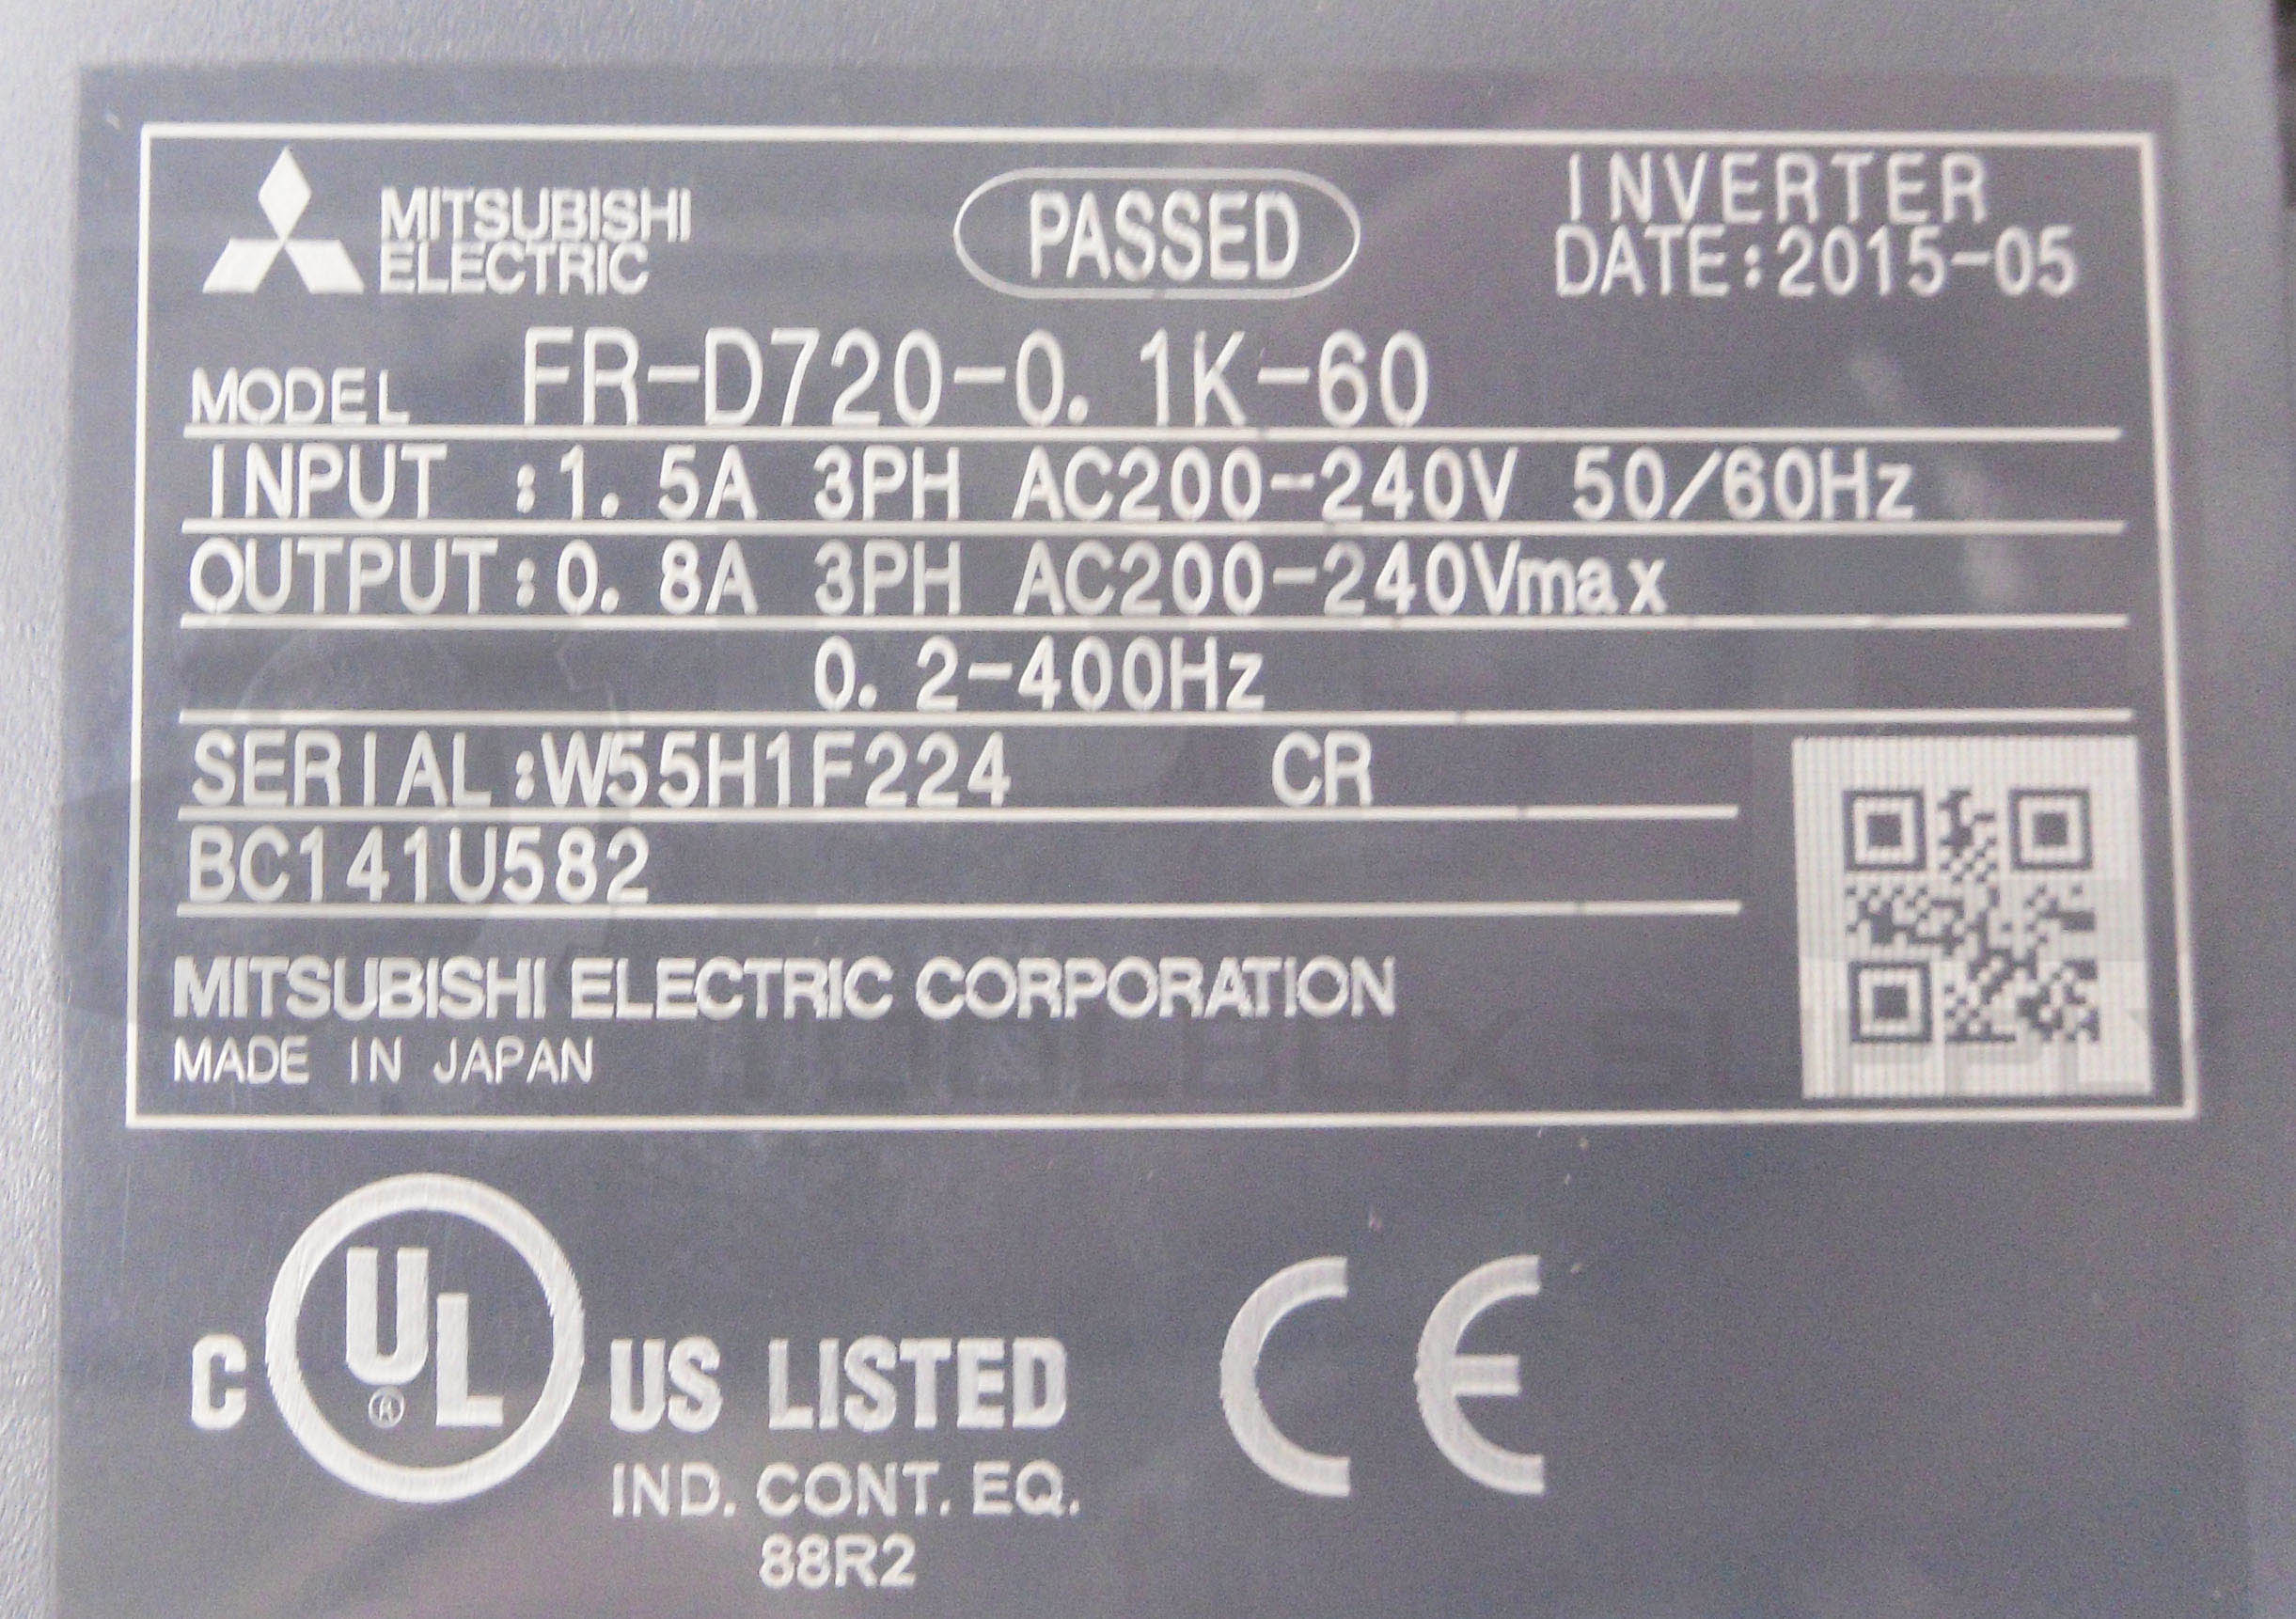 MITSUBISHI
ELECTRIC
PASSED
INVERTER
DATE:2015-05
MODEL FR-D720-0.1K-60
INPUT :1.5A 3PH AC200-240V 50/60Hz
OUTPUT:0.8A 3PH AC200-240Vmax
0.2-400Hz
SERIAL:W55H1F224 CR
BC141U582
MITSUBISHI ELECTRIC CORPORATION
MADE IN JAPAN
C UL® US LISTED
IND. CONT. EQ.
88R2
CE